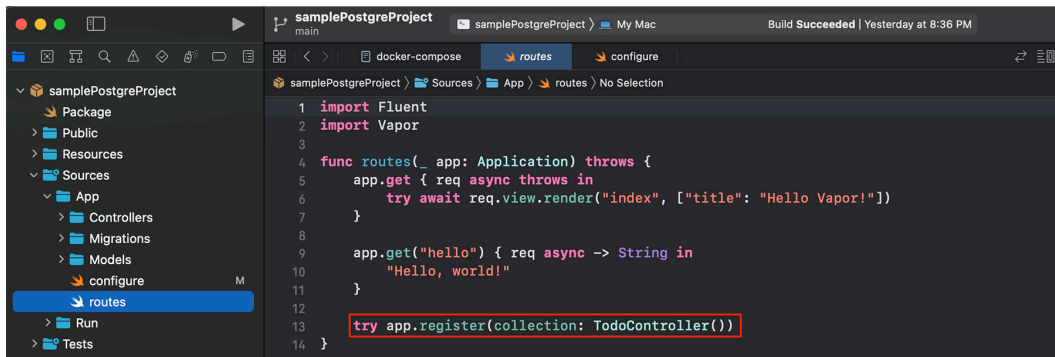 samplePostgreProject
main
samplePostgreProject 〉 My Mac
Build Succeeded | Yesterday at 8:36 PM
docker-compose
routes
configure
samplePostgreProject 〉 Sources 〉 App 〉 routes 〉 No Selection
samplePostgreProject
Package
Public
Resources
Sources
App
Controllers
Migrations
Models
configure M
routes
Run
Tests
1 import Fluent
2 import Vapor
3
4 func routes(_ app: Application) throws {
5     app.get { req async throws in
6         try await req.view.render("index", ["title": "Hello Vapor!"])
7     }
8
9     app.get("hello") { req async -> String in
10         "Hello, world!"
11     }
12
13     try app.register(collection: TodoController())
14 }